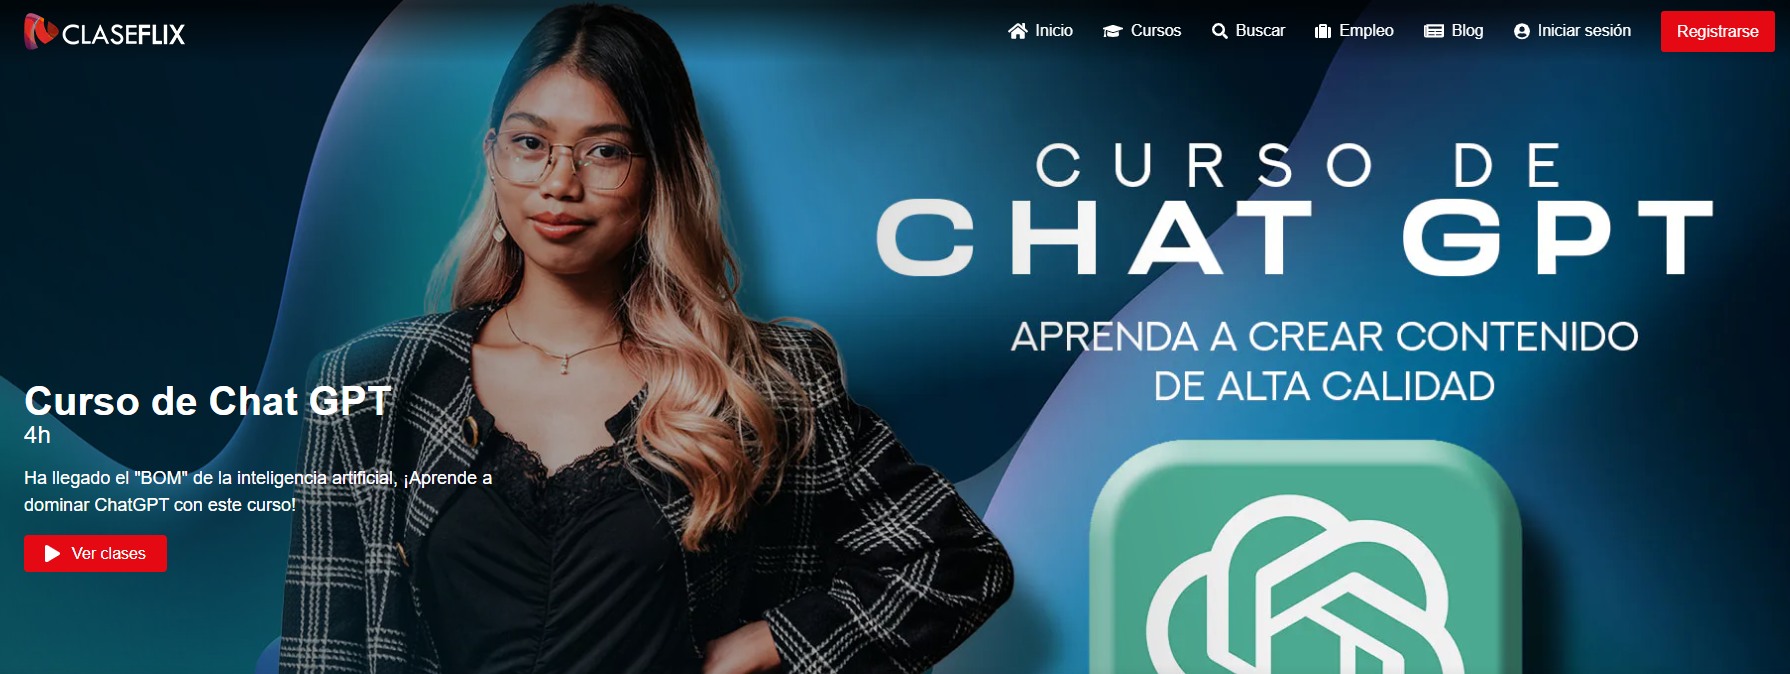 CLASEFLIX
Inicio
Cursos
Buscar
Empleo
Blog
Iniciar sesión
Registrarse
CURSO DE
CHAT GPT
APRENDA A CREAR CONTENIDO
DE ALTA CALIDAD
Curso de Chat GPT
4h
Ha llegado el "BOM" de la inteligencia artificial, ¡Aprende a
dominar ChatGPT con este curso!
Ver clases